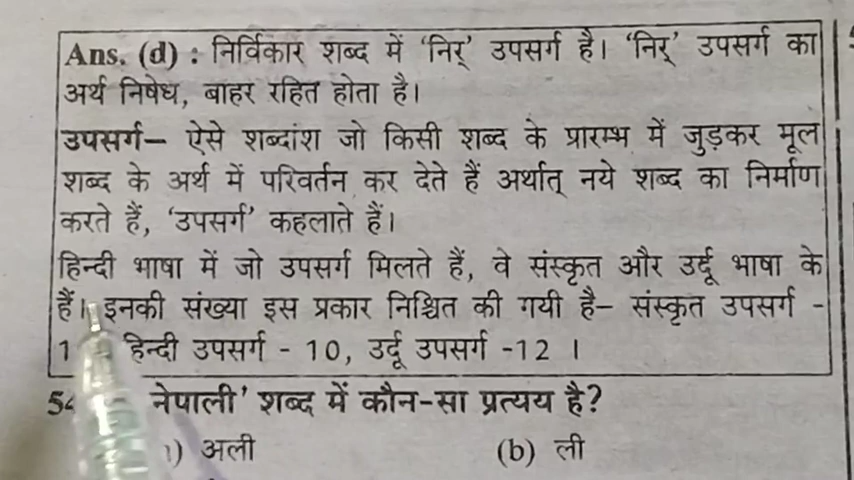 Ans. (d) : निर्विकार शब्द में ‘निर्’ उपसर्ग है। ‘निर्’ उपसर्ग का
अर्थ निषेध, बाहर रहित होता है।
उपसर्ग– ऐसे शब्दांश जो किसी शब्द के प्रारम्भ में जुड़कर मूल
शब्द के अर्थ में परिवर्तन कर देते हैं अर्थात् नये शब्द का निर्माण
करते हैं, ‘उपसर्ग’ कहलाते हैं।
हिन्दी भाषा में जो उपसर्ग मिलते हैं, वे संस्कृत और उर्दू भाषा के
हैं। इनकी संख्या इस प्रकार निश्चित की गयी है– संस्कृत उपसर्ग -
हिन्दी उपसर्ग - 10, उर्दू उपसर्ग -12 ।
नेपाली’ शब्द में कौन-सा प्रत्यय है?
) अली (b) ली